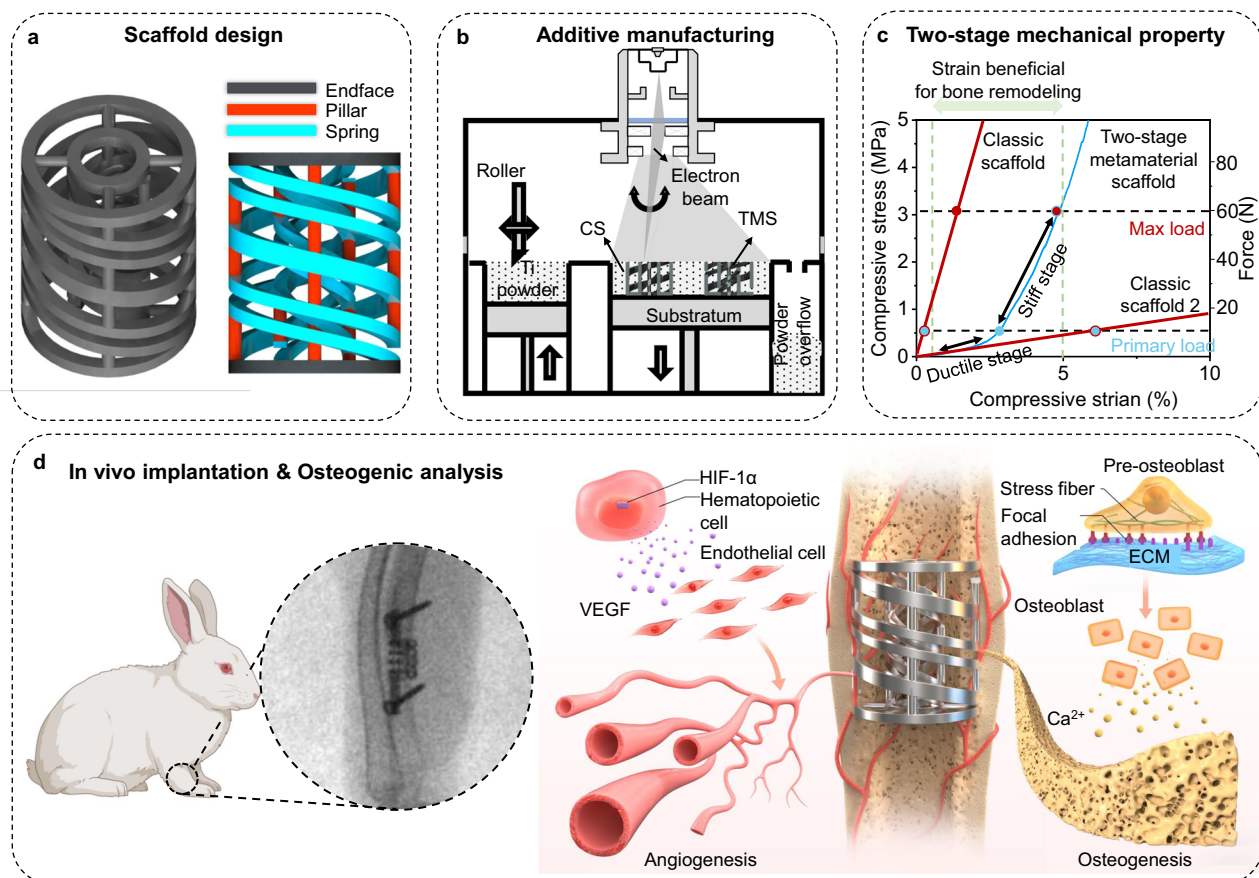 a
Scaffold design
Endface
Pillar
Spring
b
Additive manufacturing
Roller
Electron
beam
CS
TMS
Ti
powder
Substratum
Powder
overflow
c
Two-stage mechanical property
Strain beneficial
for bone remodeling
5
4
3
2
1
0
Compressive stress (MPa)
Classic
scaffold
Two-stage
metamaterial
scaffold
80
60
40
20
Force (N)
Max load
Stiff stage
Classic
scaffold 2
Primary load
Ductile stage
0
5
10
Compressive strian (%)
d
In vivo implantation & Osteogenic analysis
HIF-1α
Hematopoietic
cell
Endothelial cell
VEGF
Angiogenesis
Pre-osteoblast
Stress fiber
Focal
adhesion
ECM
Osteoblast
Ca²⁺
Osteogenesis